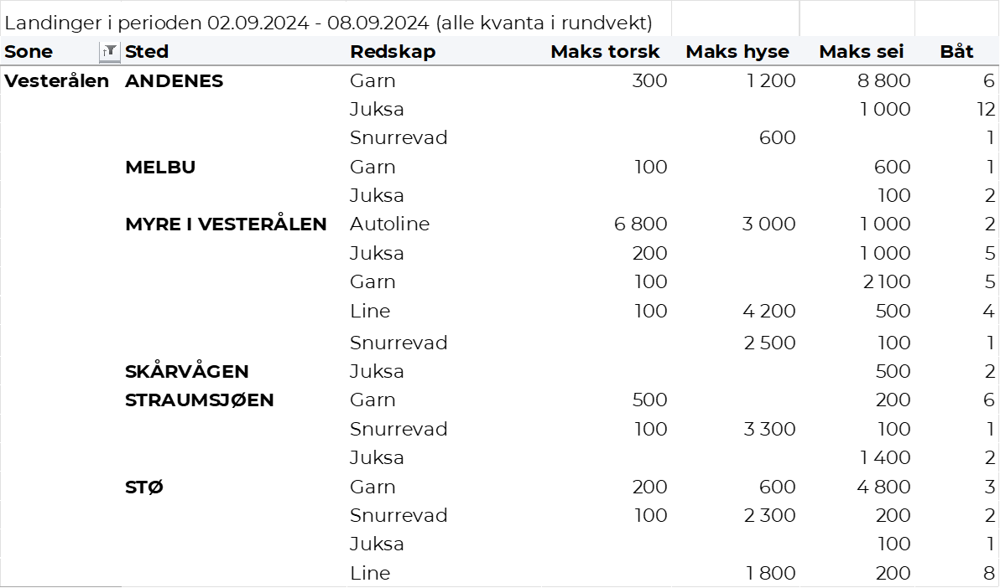 Landinger i perioden 02.09.2024 - 08.09.2024 (alle kvanta i rundvekt)
Sone Sted Redskap Maks torsk Maks hyse Maks sei Båt
Vesterålen ANDENES Garn 300 1 200 8 800 6
Juksa 1 000 12
Snurrevad 600 1
MELBU Garn 100 600 1
Juksa 100 2
MYRE I VESTERÅLEN Autoline 6 800 3 000 1 000 2
Juksa 200 1 000 5
Garn 100 2 100 5
Line 100 4 200 500 4
Snurrevad 2 500 100 1
SKÅRVÅGEN Juksa 500 2
STRAUMSJØEN Garn 500 200 6
Snurrevad 100 3 300 100 1
Juksa 1 400 2
STØ Garn 200 600 4 800 3
Snurrevad 100 2 300 200 2
Juksa 100 1
Line 1 800 200 8